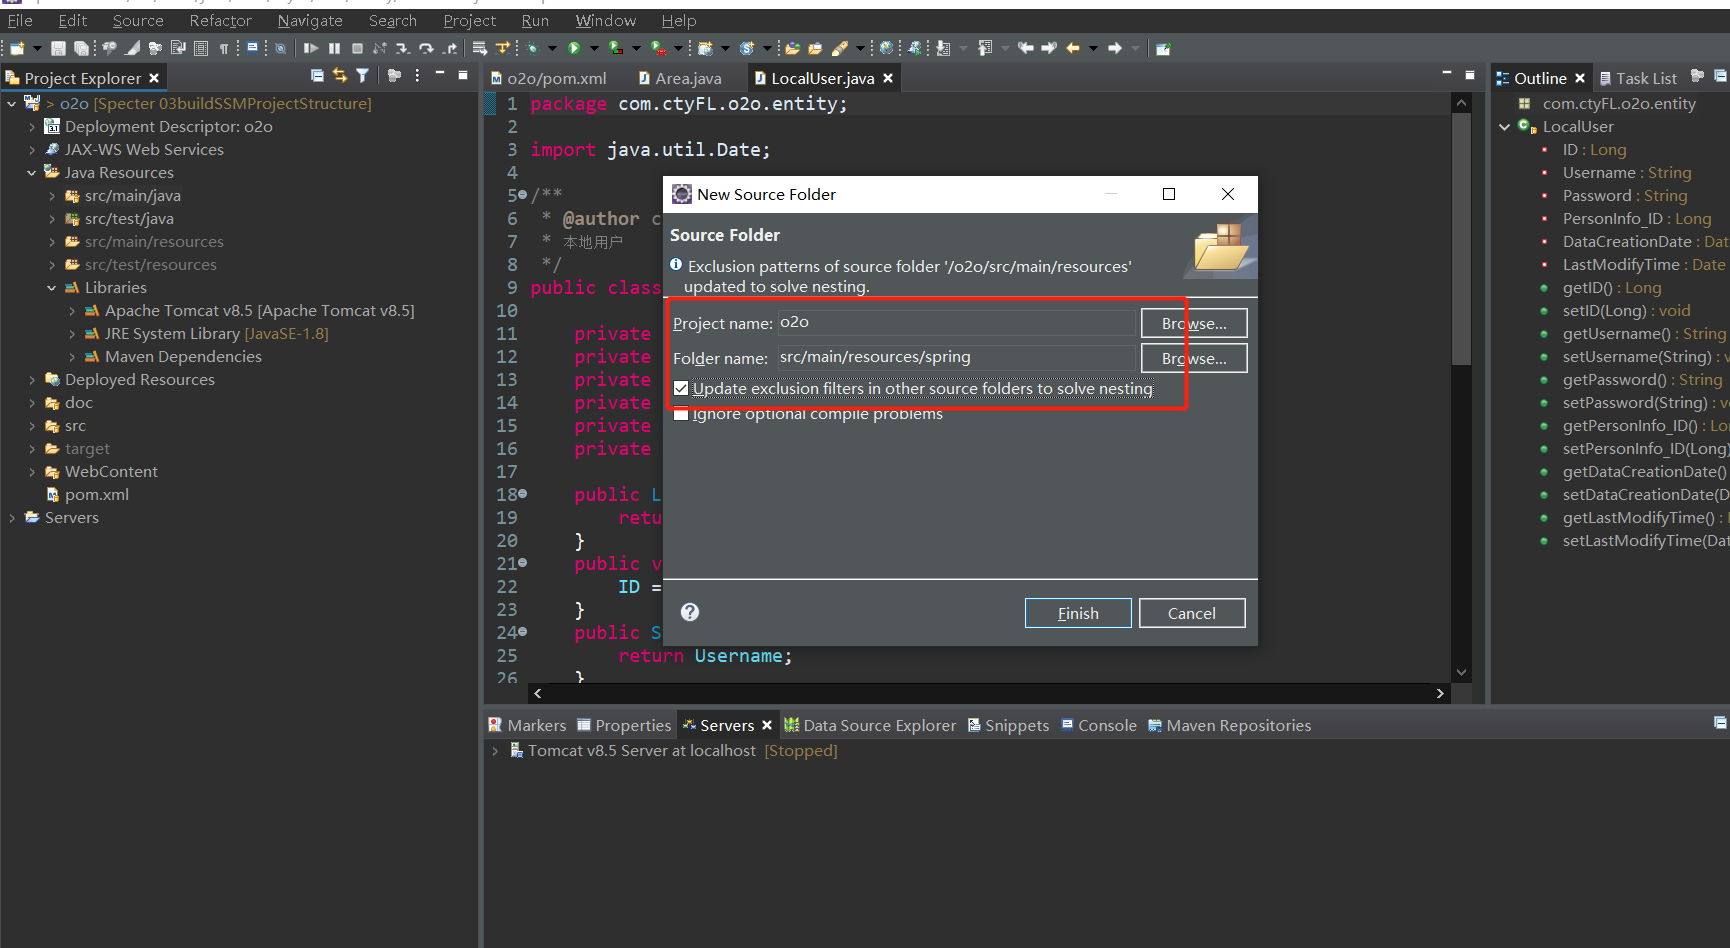 File Edit Source Refactor Navigate Search Project Run Window Help
Project Explorer
o2o/pom.xml Area.java LocalUser.java
Outline Task List
> o2o [Specter 03buildSSMProjectStructure]
Deployment Descriptor: o2o
JAX-WS Web Services
Java Resources
src/main/java
src/test/java
src/main/resources
src/test/resources
Libraries
Apache Tomcat v8.5 [Apache Tomcat v8.5]
JRE System Library [JavaSE-1.8]
Maven Dependencies
Deployed Resources
doc
src
target
WebContent
pom.xml
Servers
1 package com.ctyFL.o2o.entity;
2
3 import java.util.Date;
4
5 /**
6 * @author c
7 * 本地用户
8 */
9 public class
10
11 private
12 private
13 private
14 private
15 private
16 private
17
18 public L
19 retu
20 }
21 public v
22 ID =
23 }
24 public S
25 return Username;
26 }
New Source Folder
Source Folder
Exclusion patterns of source folder '/o2o/src/main/resources'
updated to solve nesting.
Project name: o2o Browse...
Folder name: src/main/resources/spring Browse...
Update exclusion filters in other source folders to solve nesting
Ignore optional compile problems
Finish Cancel
com.ctyFL.o2o.entity
LocalUser
ID : Long
Username : String
Password : String
PersonInfo_ID : Long
DataCreationDate : Dat
LastModifyTime : Date
getID() : Long
setID(Long) : void
getUsername() : String
setUsername(String) : v
getPassword() : String
setPassword(String) : v
getPersonInfo_ID() : Lo
setPersonInfo_ID(Long)
getDataCreationDate()
setDataCreationDate(D
getLastModifyTime() :
setLastModifyTime(Dat
Markers Properties Servers Data Source Explorer Snippets Console Maven Repositories
Tomcat v8.5 Server at localhost [Stopped]